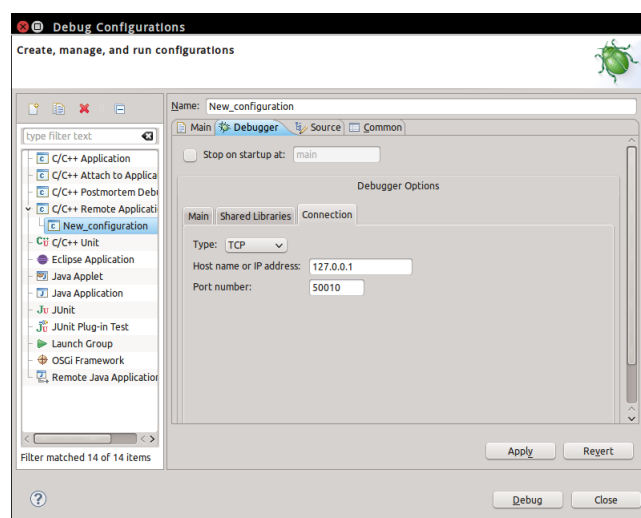 Debug Configurations
Create, manage, and run configurations
Name: New_configuration
type filter text
Main Debugger Source Common
C/C++ Application
C/C++ Attach to Applica
C/C++ Postmortem Deb
C/C++ Remote Applicati
New_configuration
C/C++ Unit
Eclipse Application
Java Applet
Java Application
JUnit
JUnit Plug-in Test
Launch Group
OSGi Framework
Remote Java Application
Filter matched 14 of 14 items
Stop on startup at: main
Debugger Options
Main Shared Libraries Connection
Type: TCP
Host name or IP address: 127.0.0.1
Port number: 50010
Apply Revert
Debug Close